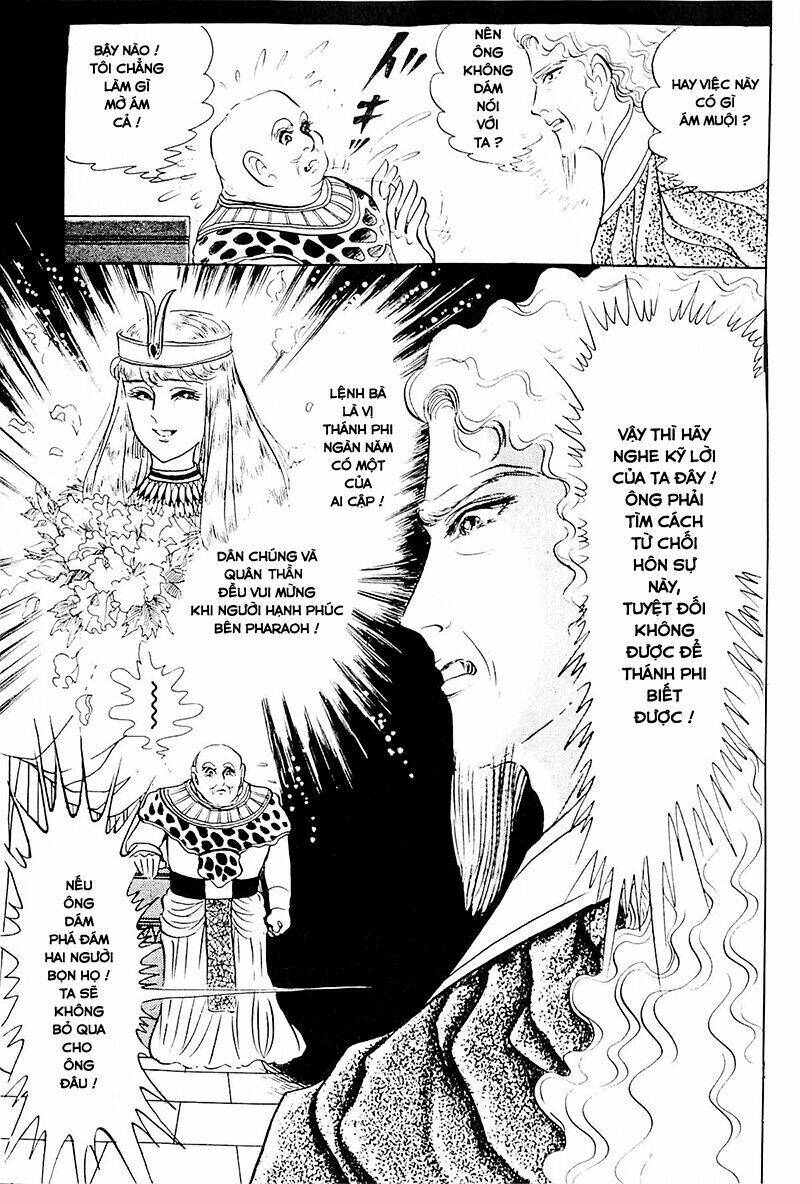 HAY VIỆC NÀY
CÓ GÌ
ÁM MUỘI ?
NÊN
ÔNG
KHÔNG
DÁM
NÓI
VỚI
TA ?
ギクッ
BẬY NÀO !
TÔI CHẲNG
LÀM GÌ
MỜ ÁM
CẢ !
VẬY THÌ HÃY
NGHE KỸ LỜI
CỦA TA ĐÂY !
ÔNG PHẢI
TÌM CÁCH
TỪ CHỐI
HÔN SỰ
NÀY,
TUYỆT ĐỐI
KHÔNG
ĐƯỢC ĐỂ
THÁNH PHI
BIẾT
ĐƯỢC !
LỆNH BÀ
LÀ VỊ
THÁNH PHI
NGÀN NĂM
CÓ MỘT
CỦA
AI CẬP !
DÂN CHÚNG VÀ
QUÂN THẦN
ĐỀU VUI MỪNG
KHI NGƯỜI HẠNH PHÚC
BÊN PHARAOH !
NẾU
ÔNG
DÁM
PHÁ ĐÁM
HAI NGƯỜI
BỌN HỌ !
TA SẼ
KHÔNG
BỎ QUA
CHO
ÔNG
ĐÂU !